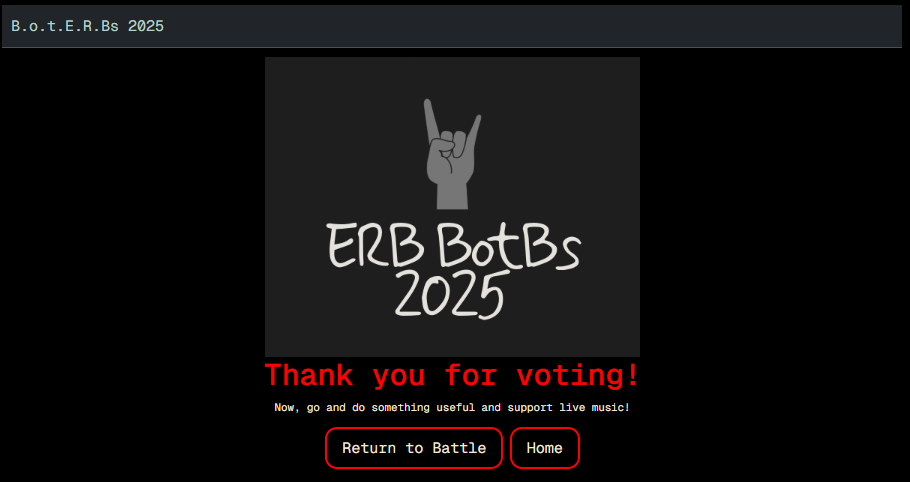 B.o.t.E.R.Bs 2025
ERB BotBs
2025
Thank you for voting!
Now, go and do something useful and support live music!
Return to Battle
Home